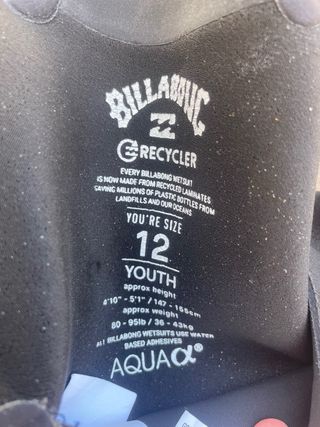 BILLABONG
RECYCLER
EVERY BILLABONG WETSUIT
IS NOW MADE FROM RECYCLED LAMINATES
SAVING MILLIONS OF PLASTIC BOTTLES FROM
LANDFILLS AND OUR OCEANS
YOU'RE SIZE
12
YOUTH
approx height
4'10" - 5'1" / 147 - 155cm
approx weight
80 - 95lb / 36 - 43kg
ALL BILLABONG WETSUITS USE WATER
BASED ADHESIVES
AQUA α®